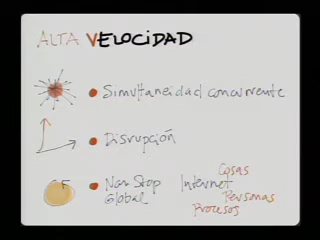 ALTA VELOCIDAD
Simultaneidad concurrente
Disrupción
Non Stop Internet Cosas
Global Personas
Procesos